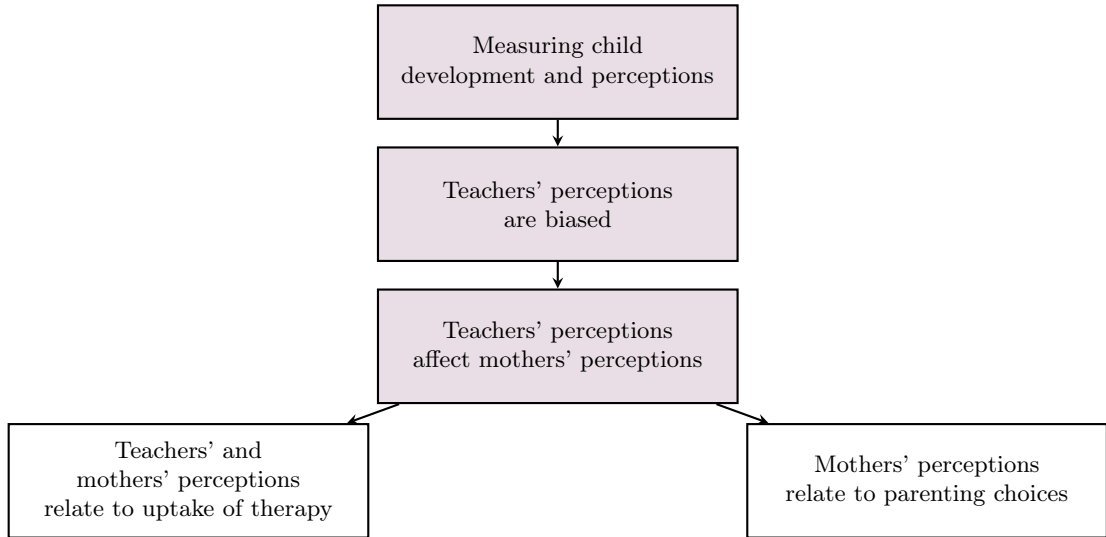 Measuring child
development and perceptions
Teachers’ perceptions
are biased
Teachers’ perceptions
affect mothers’ perceptions
Teachers’ and
mothers’ perceptions
relate to uptake of therapy
Mothers’ perceptions
relate to parenting choices